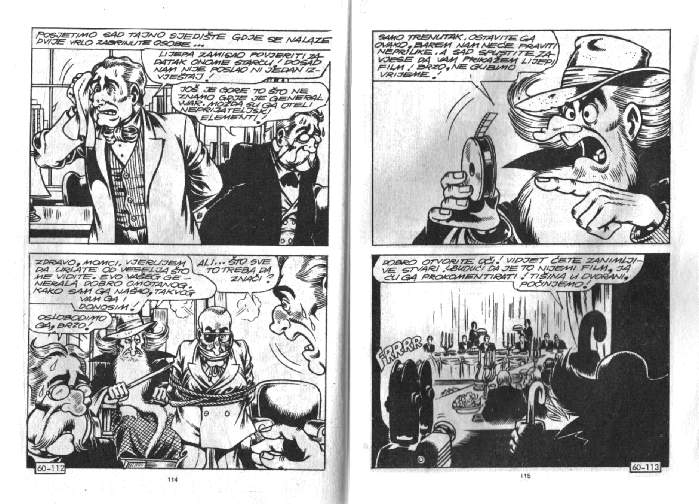 POSJETIMO SAD TAJNO SJEDIŠTE GDJE SE NALAZE
DVIJE VRLO ZABRINUTE OSOBE...
LIJEPA ZAMISAO POVJERITI ZA-
DATAK ONOME STARCU! DOSAD
NAM NIJE POSLAO NI JEDAN IZ-
VJEŠTAJ!
JOŠ JE GORE TO ŠTO NE
ZNAMO GDJE JE GENERAL
WAR. MOŽDA SU GA OTELI
NEPRIJATELJSKI
ELEMENTI!
ZDRAVO, MOMCI, VJERUJEM
DA URLATE OD VESELJA ŠTO
ME VIDITE. EVO VAŠEG JE-
NERALA DOBRO OMOTANOG.
KAKO SAM GA NAŠAO, TAKVOG
VAM GA I
DONOSIM!
ALI... ŠTO SVE
TO TREBA DA
ZNAČI?
OSLOBODIMO
GA, BRZO!
60-112
114
SAMO TRENUTAK. OSTAVITE GA
OVAKO, BAREM NAM NEĆE PRAVITI
NEPRILIKE. A SAD SPUSTITE ZA-
VJESE DA VAM PRIKAŽEM LIJEPI
FILM! BRZO, NE GUBIMO
VRIJEME!
DOBRO OTVORITE OČI! VIDJET ĆETE ZANIMLJI-
VE STVARI! BUDUĆI DA JE TO NIJEMI FILM, JA
ĆU GA PROKOMENTIRATI! TIŠINA U DVORANI,
POČINJEMO!
FRRRR
115
60-113